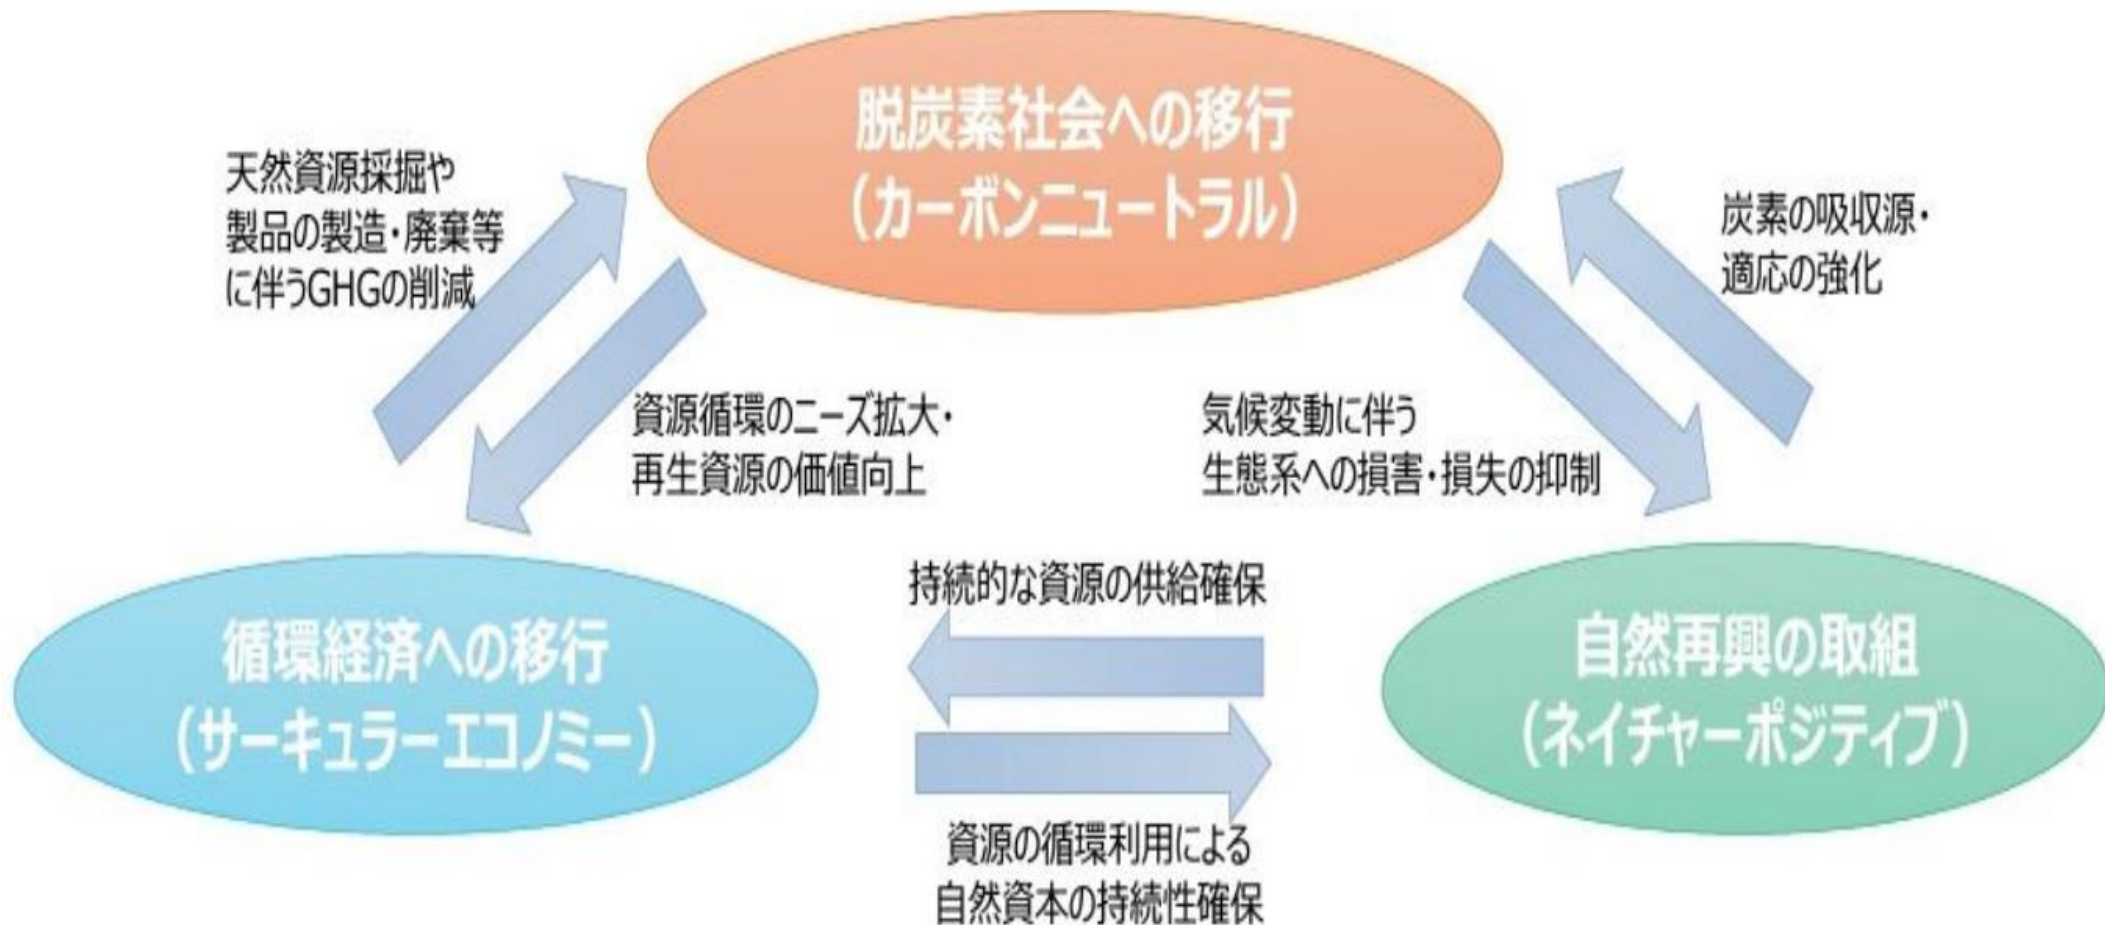 脱炭素社会への移行
（カーボンニュートラル）
天然資源採掘や
製品の製造・廃棄等
に伴うGHGの削減
炭素の吸収源・
適応の強化
資源循環のニーズ拡大・
再生資源の価値向上
気候変動に伴う
生態系への損害・損失の抑制
持続的な資源の供給確保
循環経済への移行
（サーキュラーエコノミー）
自然再興の取組
（ネイチャーポジティブ）
資源の循環利用による
自然資本の持続性確保